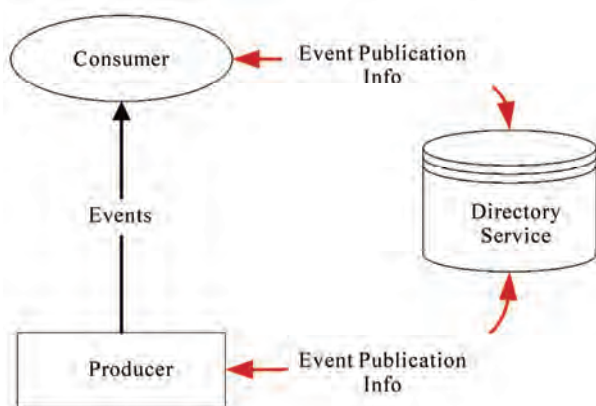 Consumer
Event Publication
Info
Events
Directory
Service
Producer
Event Publication
Info